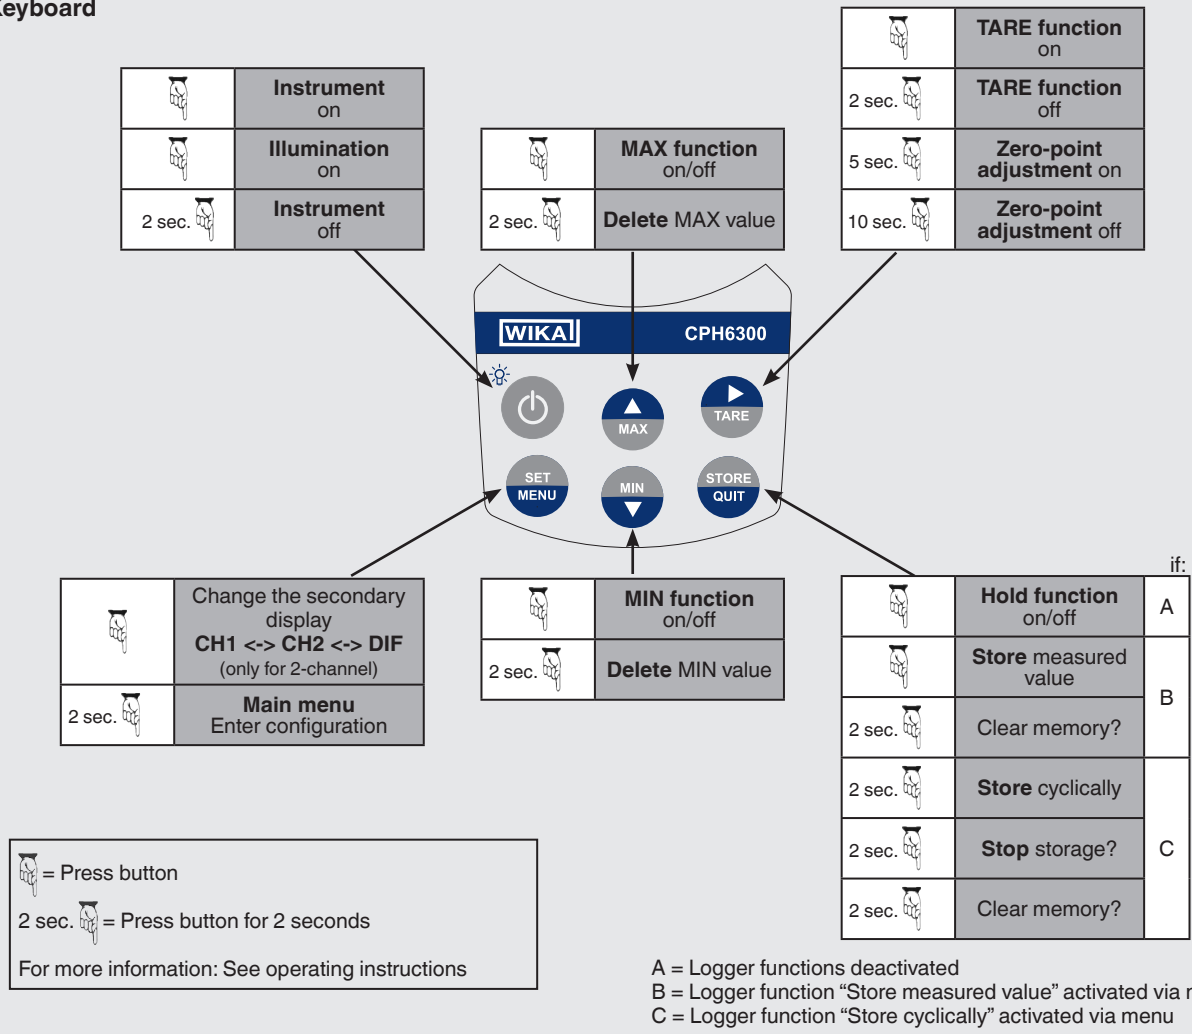 Keyboard
Instrument
on
Illumination
on
2 sec.
Instrument
off
MAX function
on/off
2 sec.
Delete MAX value
TARE function
on
2 sec.
TARE function
off
5 sec.
Zero-point
adjustment on
10 sec.
Zero-point
adjustment off
WIKA
CPH6300
MAX
TARE
SET
MENU
MIN
STORE
QUIT
Change the secondary
display
CH1 <-> CH2 <-> DIF
(only for 2-channel)
2 sec.
Main menu
Enter configuration
MIN function
on/off
2 sec.
Delete MIN value
if:
Hold function
on/off
A
Store measured
value
B
2 sec.
Clear memory?
2 sec.
Store cyclically
2 sec.
Stop storage?
C
2 sec.
Clear memory?
= Press button
2 sec. = Press button for 2 seconds
For more information: See operating instructions
A = Logger functions deactivated
B = Logger function “Store measured value” activated via
C = Logger function “Store cyclically” activated via menu